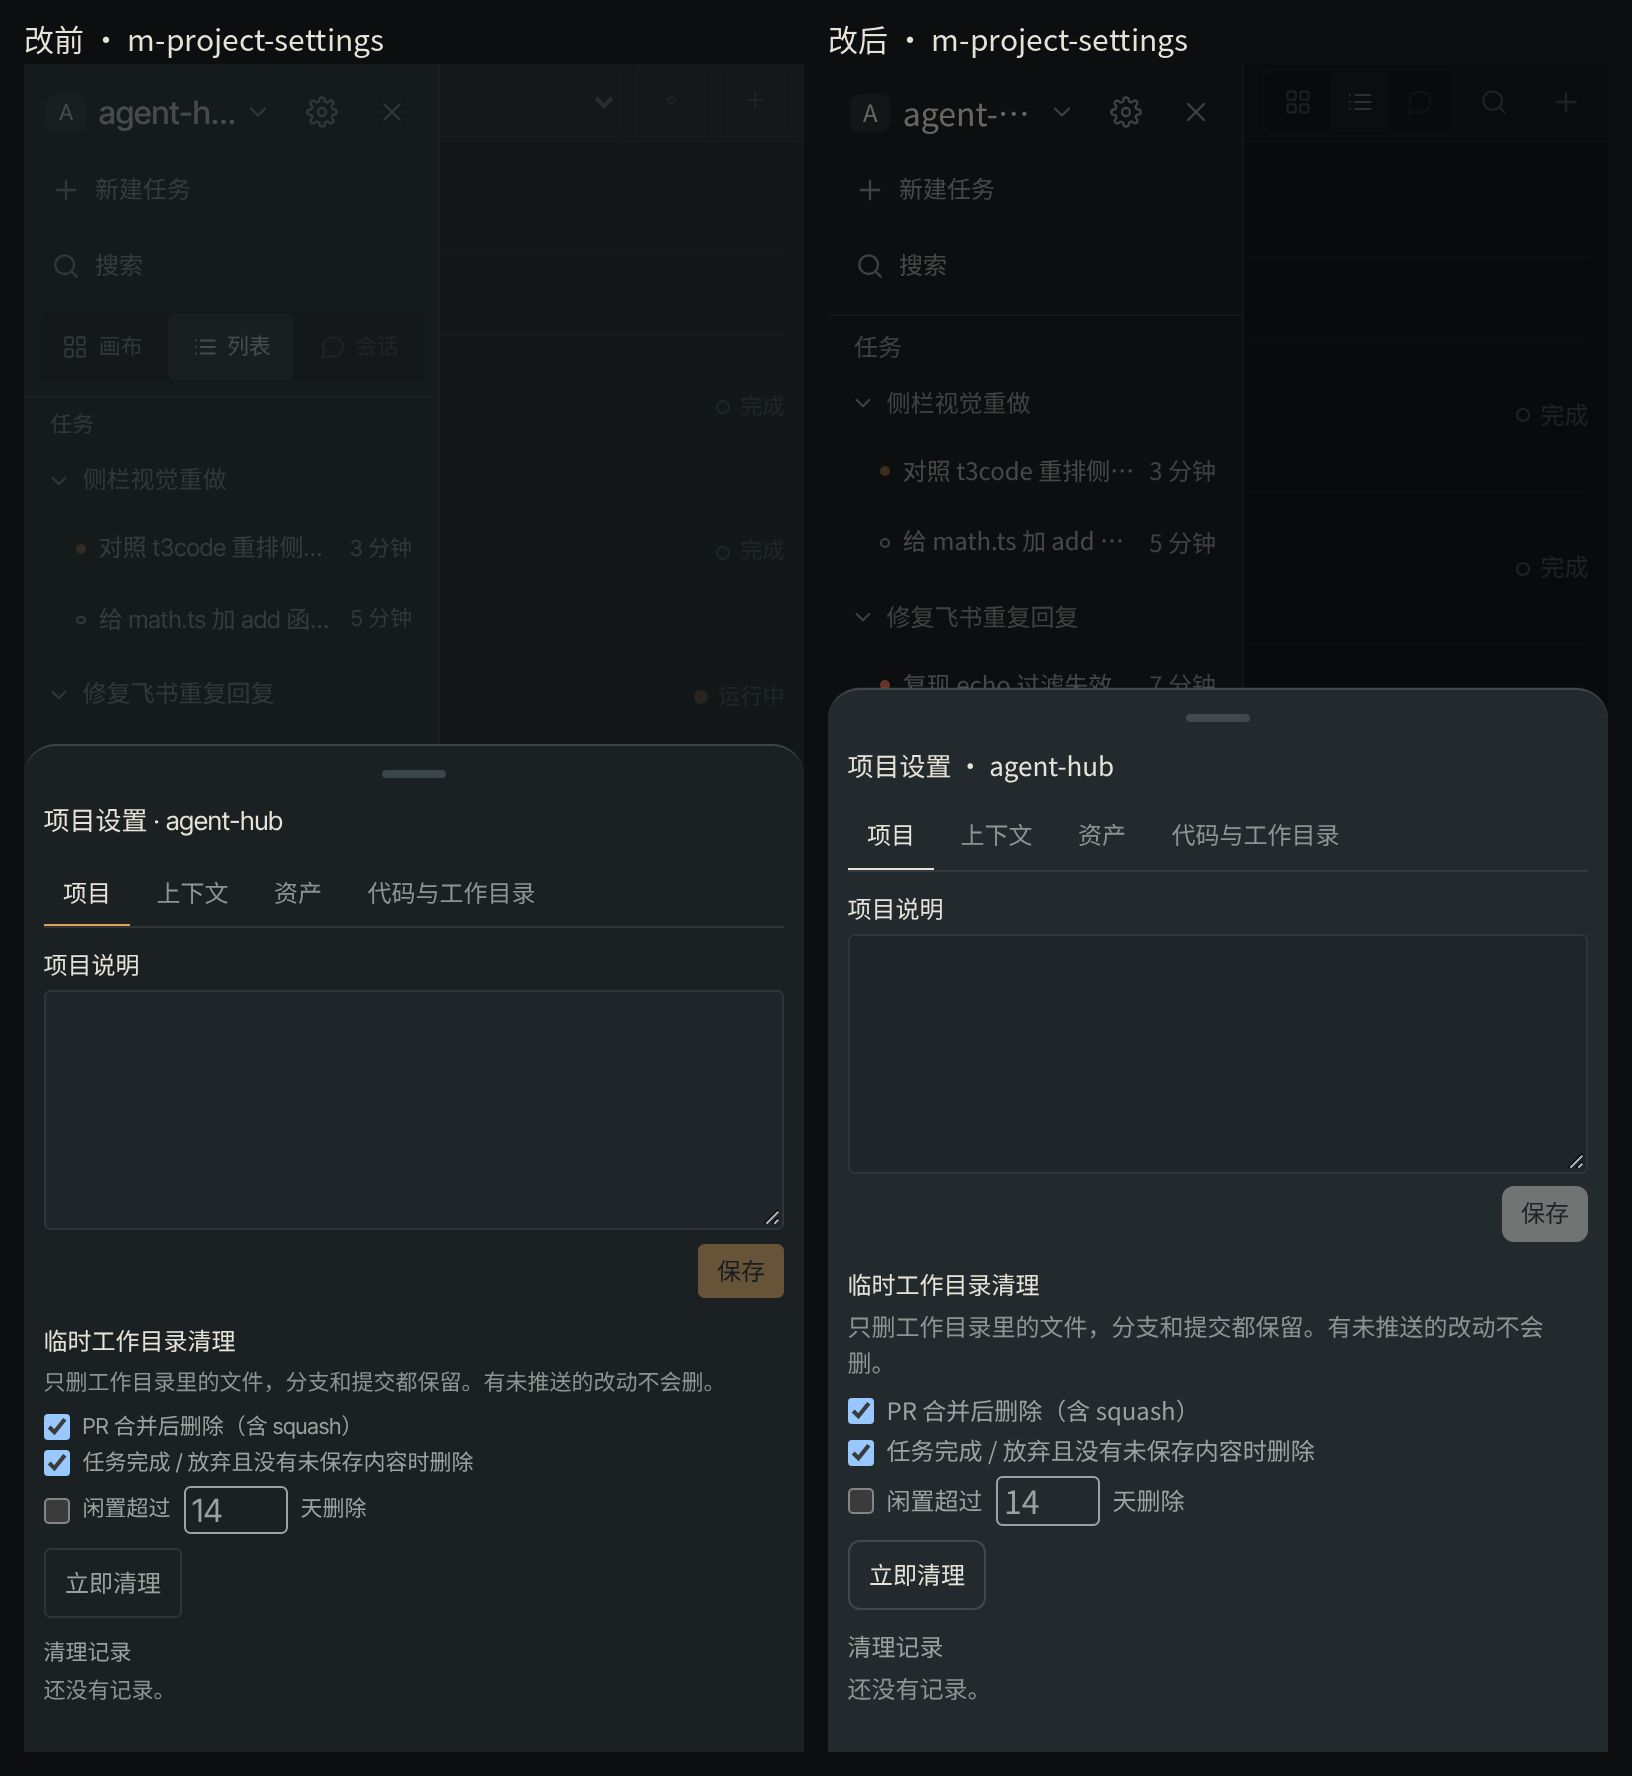 改前 · m-project-settings
A agent-h...
新建任务
搜索
画布 列表 会话
任务
侧栏视觉重做
对照 t3code 重排侧... 3 分钟
给 math.ts 加 add 函... 5 分钟
修复飞书重复回复
完成
完成
运行中
项目设置 · agent-hub
项目 上下文 资产 代码与工作目录
项目说明
保存
临时工作目录清理
只删工作目录里的文件，分支和提交都保留。有未推送的改动不会删。
PR 合并后删除（含 squash）
任务完成 / 放弃且没有未保存内容时删除
闲置超过 14 天删除
立即清理
清理记录
还没有记录。
改后 · m-project-settings
A agent-···
新建任务
搜索
任务
侧栏视觉重做
对照 t3code 重排侧··· 3 分钟
给 math.ts 加 add ··· 5 分钟
修复飞书重复回复
复现 echo 过滤失效 7 分钟
完成
完成
项目设置 · agent-hub
项目 上下文 资产 代码与工作目录
项目说明
保存
临时工作目录清理
只删工作目录里的文件，分支和提交都保留。有未推送的改动不会
删。
PR 合并后删除（含 squash）
任务完成 / 放弃且没有未保存内容时删除
闲置超过 14 天删除
立即清理
清理记录
还没有记录。